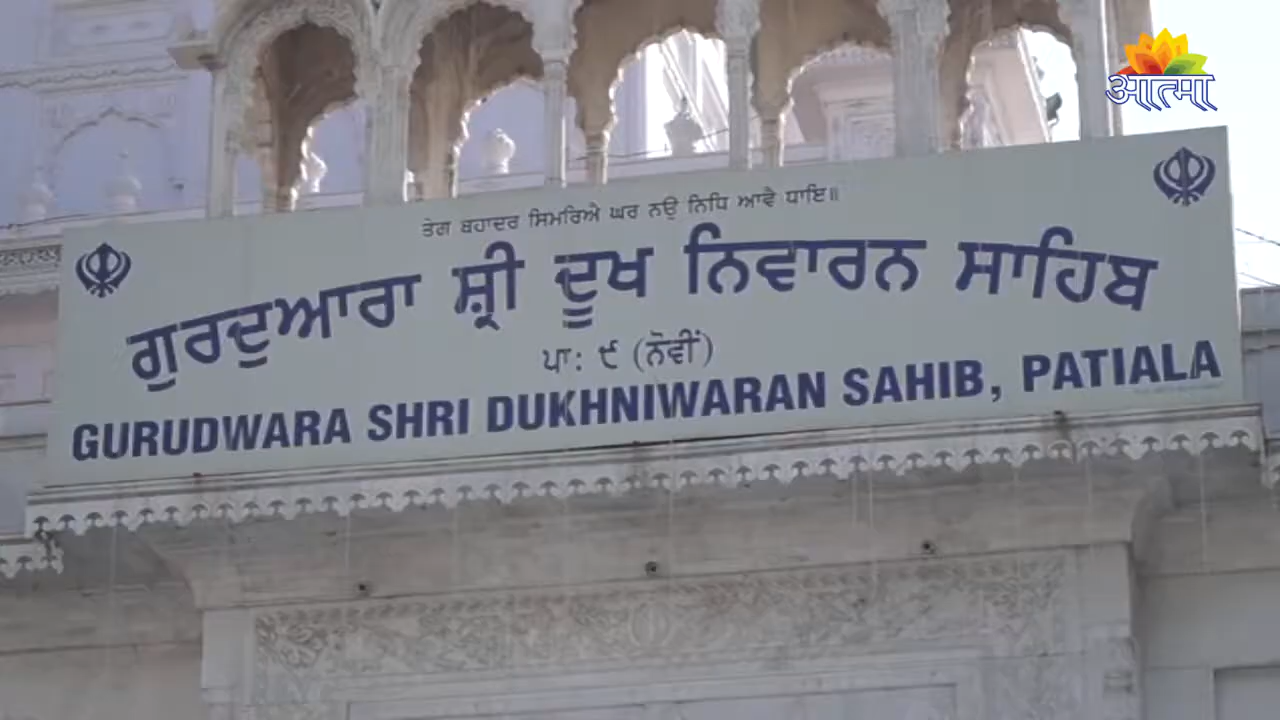 आत्मा
ਤੇਗ ਬਹਾਦਰ ਸਿਮਰਿਐ ਘਰ ਨਉ ਨਿਧਿ ਆਵੈ ਧਾਇ॥
ਗੁਰਦੁਆਰਾ ਸ਼੍ਰੀ ਦੂਖ ਨਿਵਾਰਨ ਸਾਹਿਬ
ਪਾ: ੯ (ਨੌਵੀਂ)
GURUDWARA SHRI DUKHNIWARAN SAHIB, PATIALA